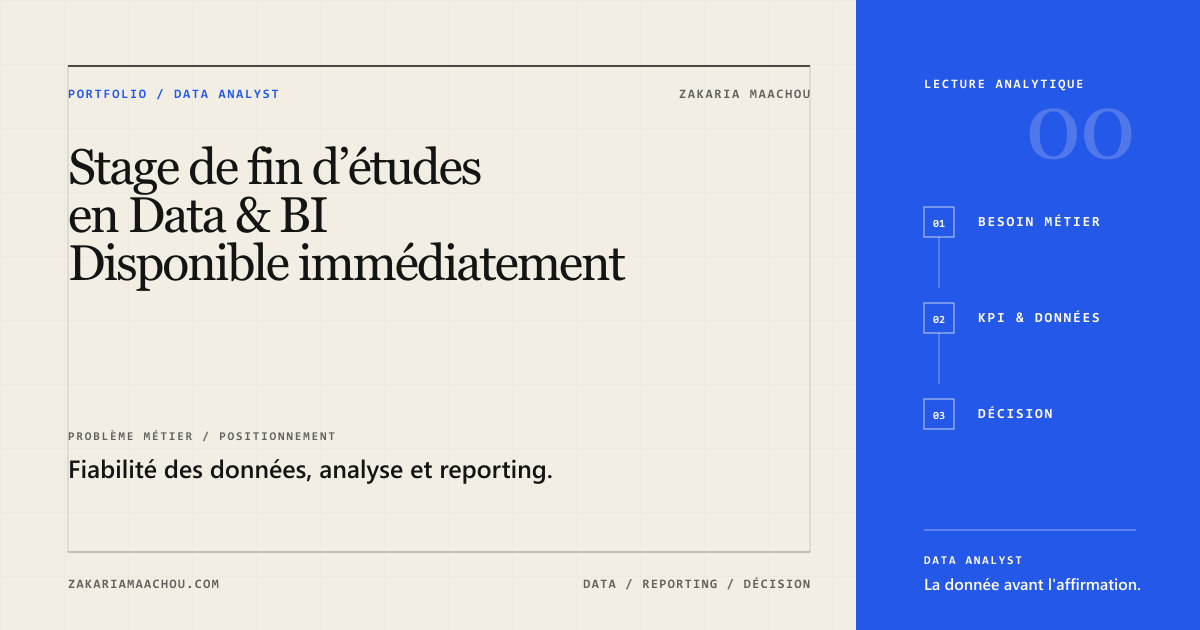 PORTFOLIO / DATA ANALYST
ZAKARIA MAACHOU
Stage de fin d’études
en Data & BI
Disponible immédiatement
PROBLÈME MÉTIER / POSITIONNEMENT
Fiabilité des données, analyse et reporting.
ZAKARIAMAACHOU.COM
DATA / REPORTING / DÉCISION
LECTURE ANALYTIQUE
00
01 BESOIN MÉTIER
02 KPI & DONNÉES
03 DÉCISION
DATA ANALYST
La donnée avant l'affirmation.